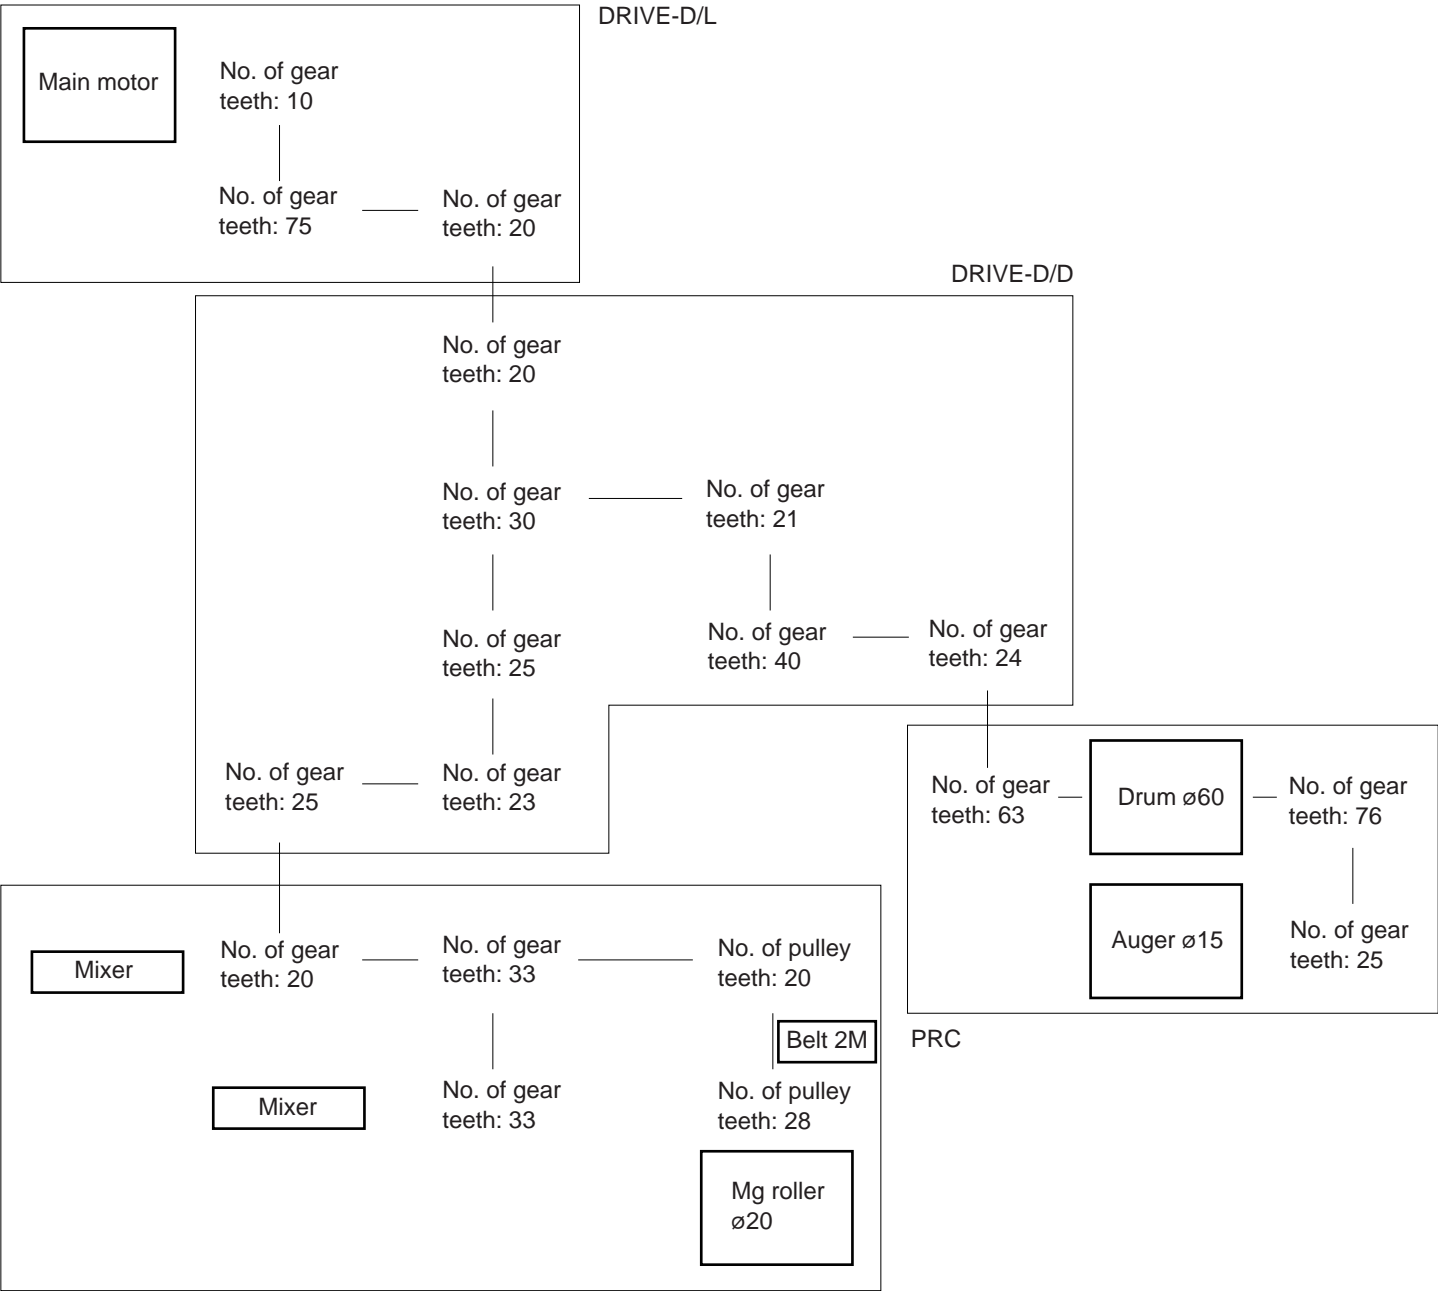 DRIVE-D/L
Main motor
No. of gear
teeth: 10
No. of gear
teeth: 75
No. of gear
teeth: 20
DRIVE-D/D
No. of gear
teeth: 20
No. of gear
teeth: 30
No. of gear
teeth: 21
No. of gear
teeth: 25
No. of gear
teeth: 40
No. of gear
teeth: 24
No. of gear
teeth: 25
No. of gear
teeth: 23
No. of gear
teeth: 63
Drum ø60
No. of gear
teeth: 76
Auger ø15
No. of gear
teeth: 25
PRC
Mixer
No. of gear
teeth: 20
No. of gear
teeth: 33
No. of pulley
teeth: 20
Belt 2M
Mixer
No. of gear
teeth: 33
No. of pulley
teeth: 28
Mg roller
ø20